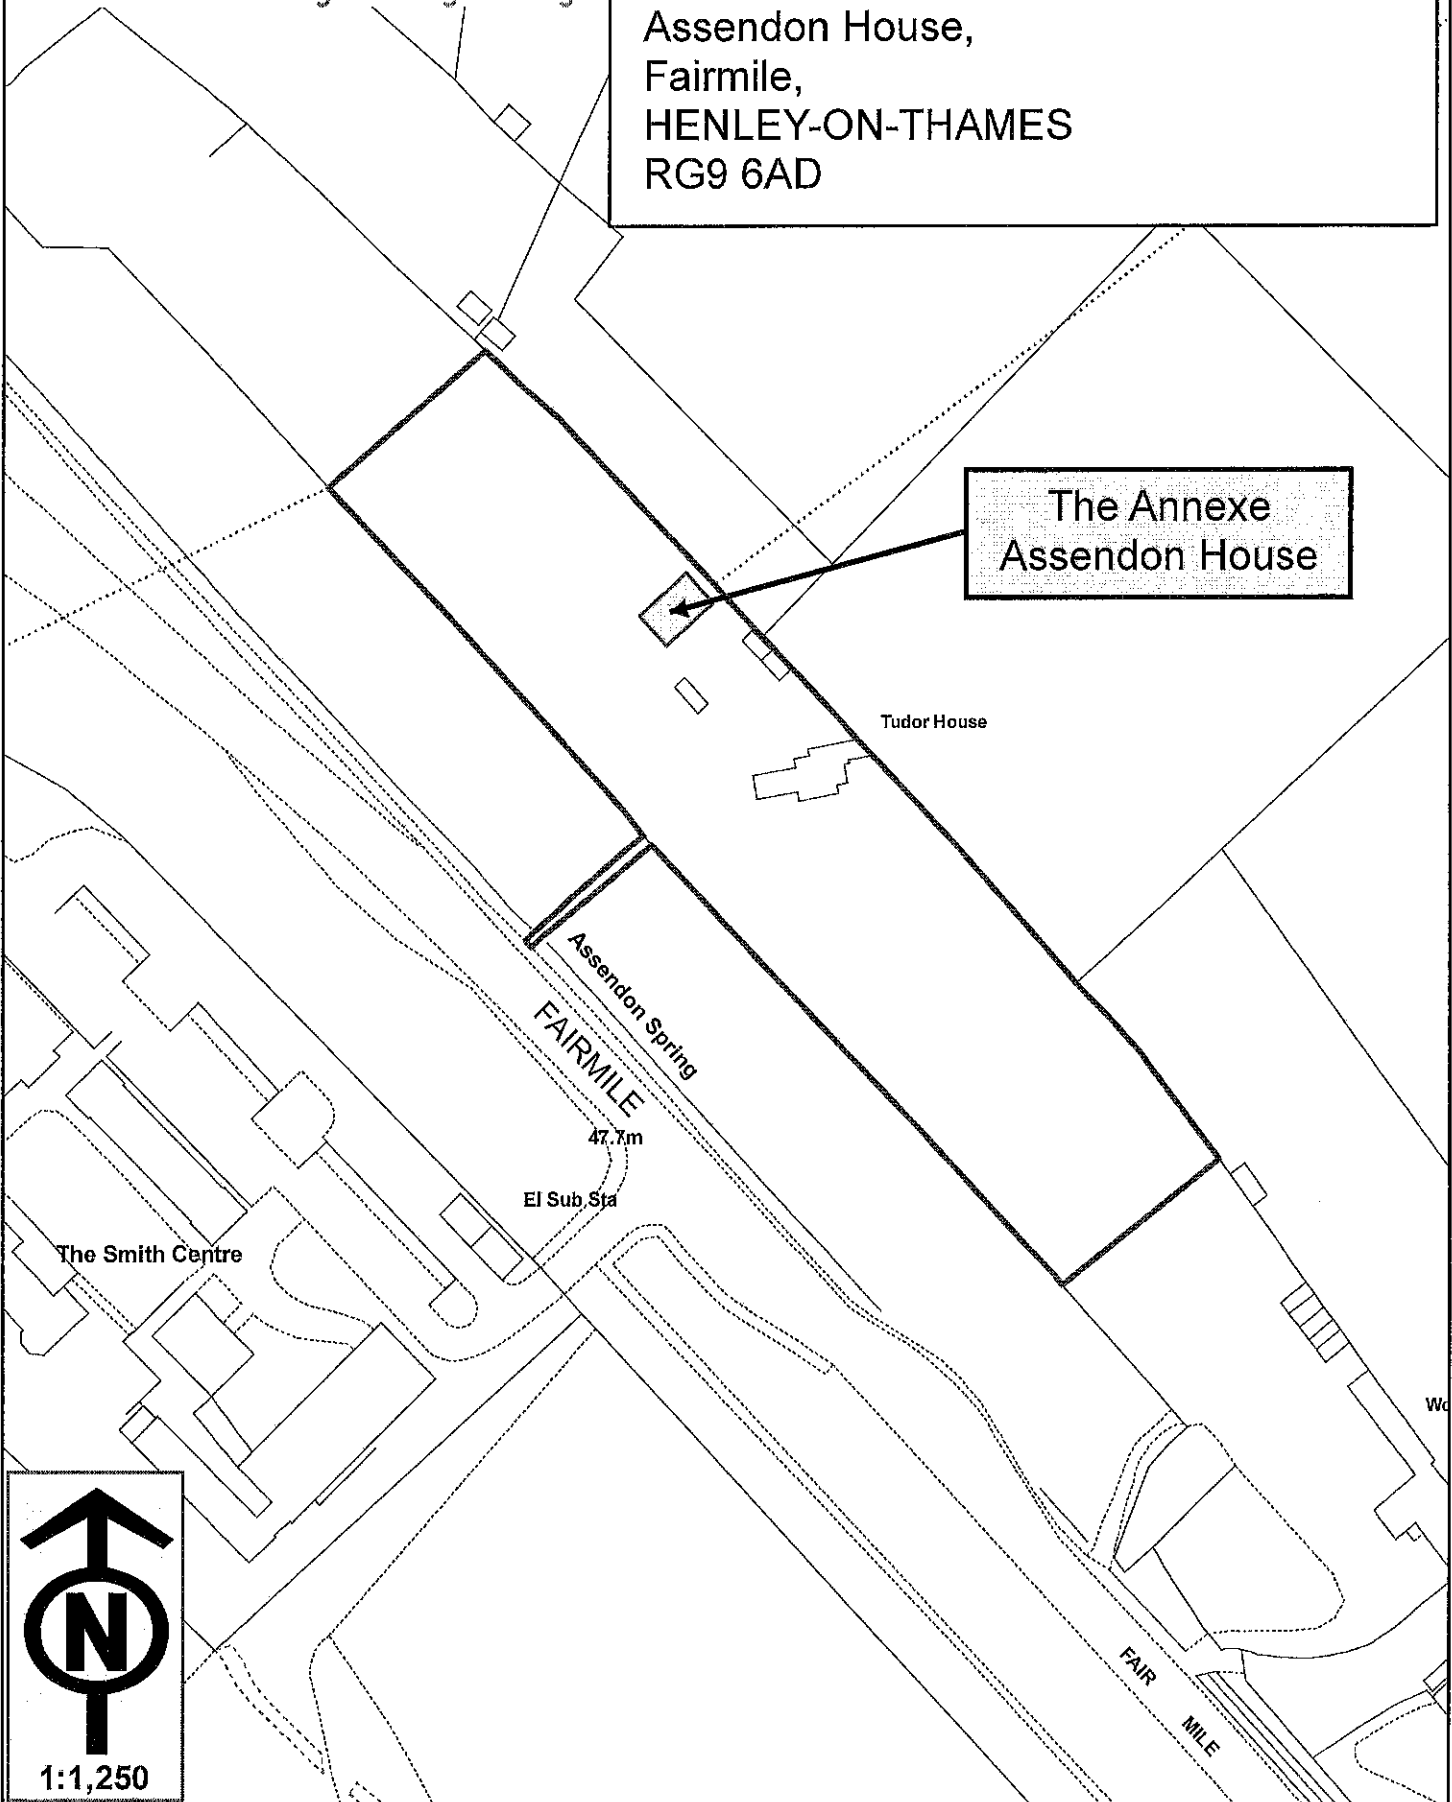 Assendon House,
Fairmile,
HENLEY-ON-THAMES
RG9 6AD
The Annexe
Assendon House
Tudor House
Assendon Spring
FAIRMILE
47.7m
El Sub Sta
The Smith Centre
N
1:1,250
FAIR
MILE